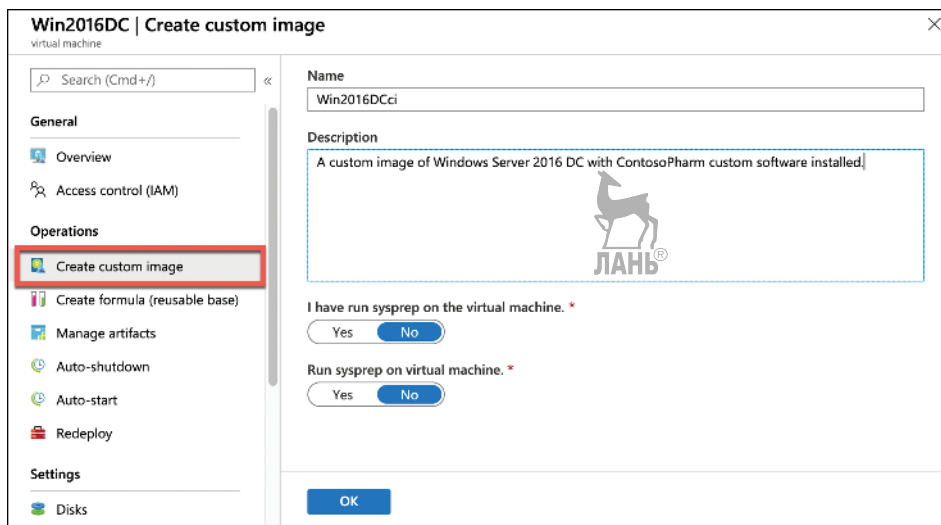 Win2016DC | Create custom image
virtual machine
Search (Cmd+/)
«
General
Overview
Access control (IAM)
Operations
Create custom image
Create formula (reusable base)
Manage artifacts
Auto-shutdown
Auto-start
Redeploy
Settings
Disks
Name
Win2016DCci
Description
A custom image of Windows Server 2016 DC with ContosoPharm custom software installed.
ЛАНЬ®
I have run sysprep on the virtual machine. *
Yes No
Run sysprep on virtual machine. *
Yes No
OK